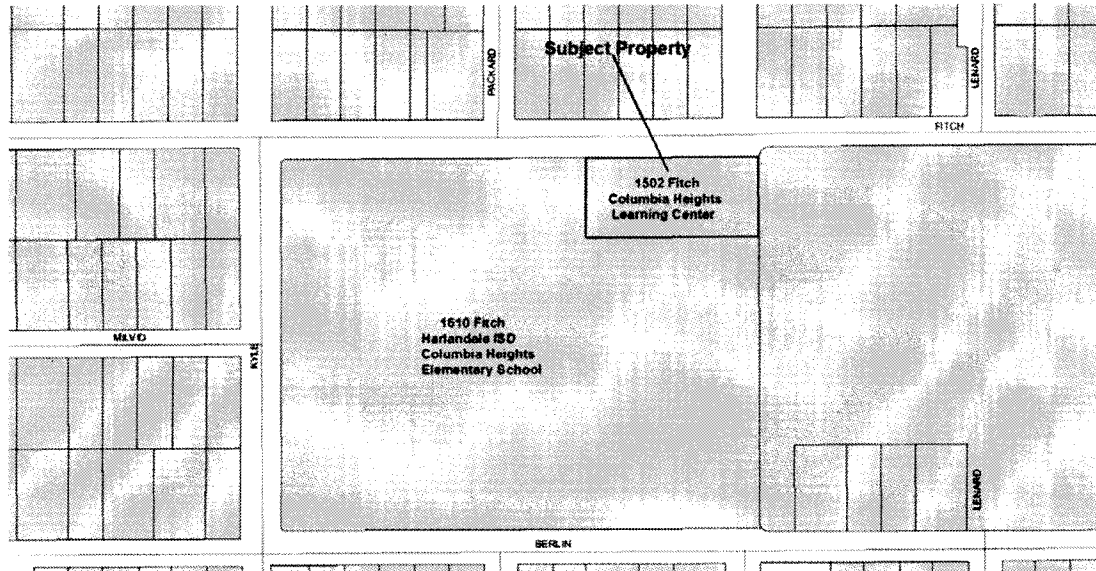 Subject Property
PACKARD
LENARD
FITCH
1502 Fitch
Columbia Heights
Learning Center
1610 Fitch
Harlandale ISD
Columbia Heights
Elementary School
MILVID
KYLE
LENARD
BERLIN